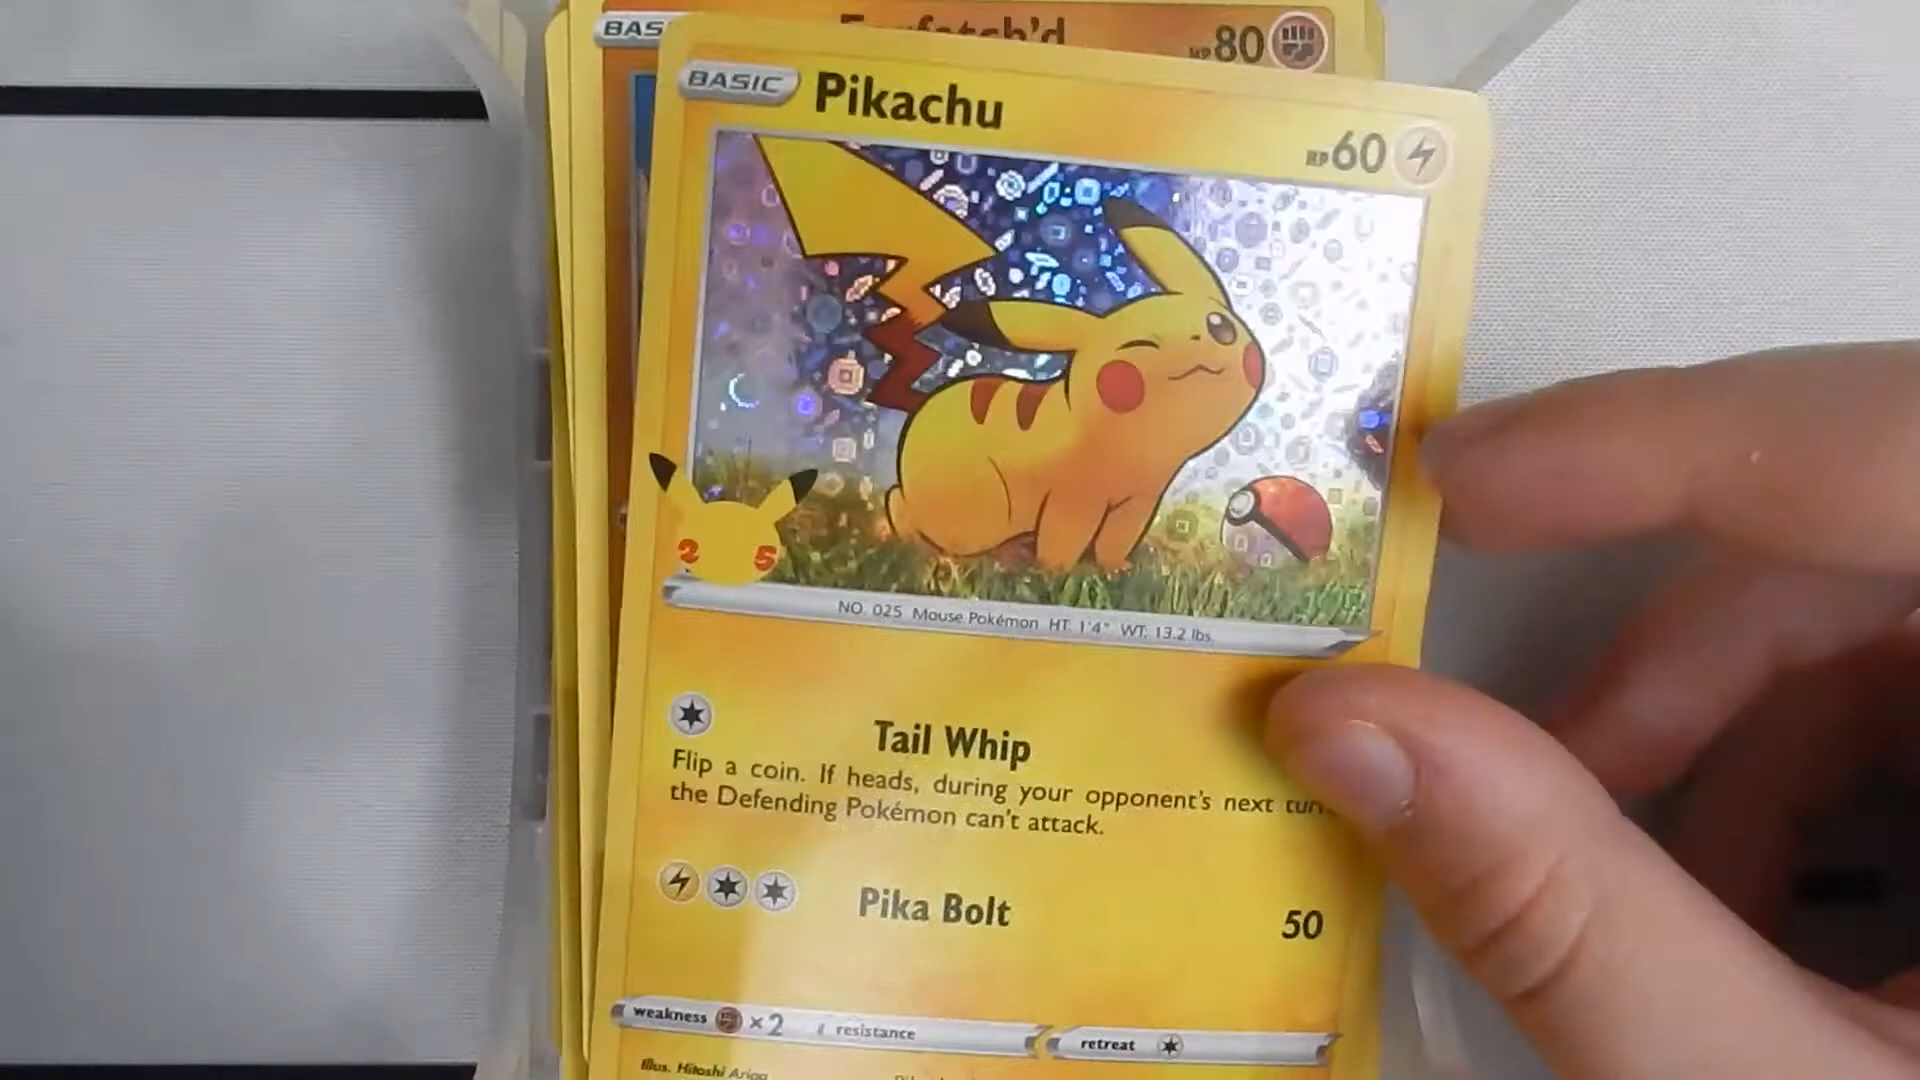 BASIC Pikachu HP60
2 5
NO. 025 Mouse Pokémon HT. 1'4" WT. 13.2 lbs.
Tail Whip
Flip a coin. If heads, during your opponent's next
the Defending Pokémon can't attack.
Pika Bolt 50
weakness ×2 resistance
retreat
Illus. Hitoshi Ariga
HP80